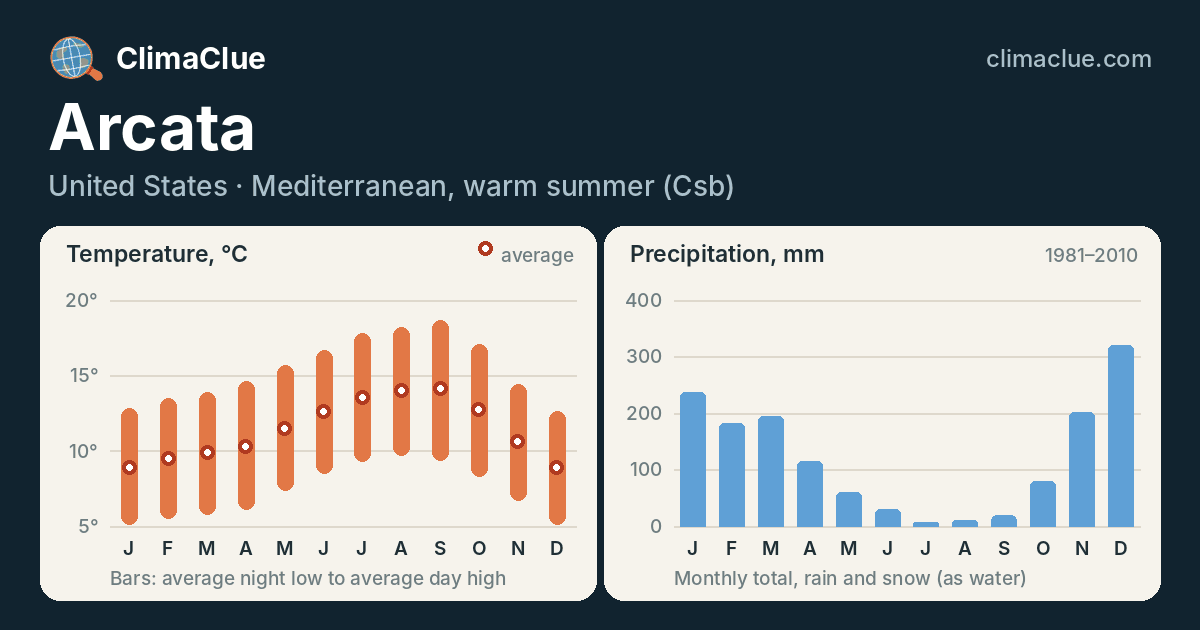 ClimaClue
climaclue.com
Arcata
United States · Mediterranean, warm summer (Csb)
Temperature, °C
average
20°
15°
10°
5°
J F M A M J J A S O N D
Bars: average night low to average day high
Precipitation, mm
1981–2010
400
300
200
100
0
J F M A M J J A S O N D
Monthly total, rain and snow (as water)